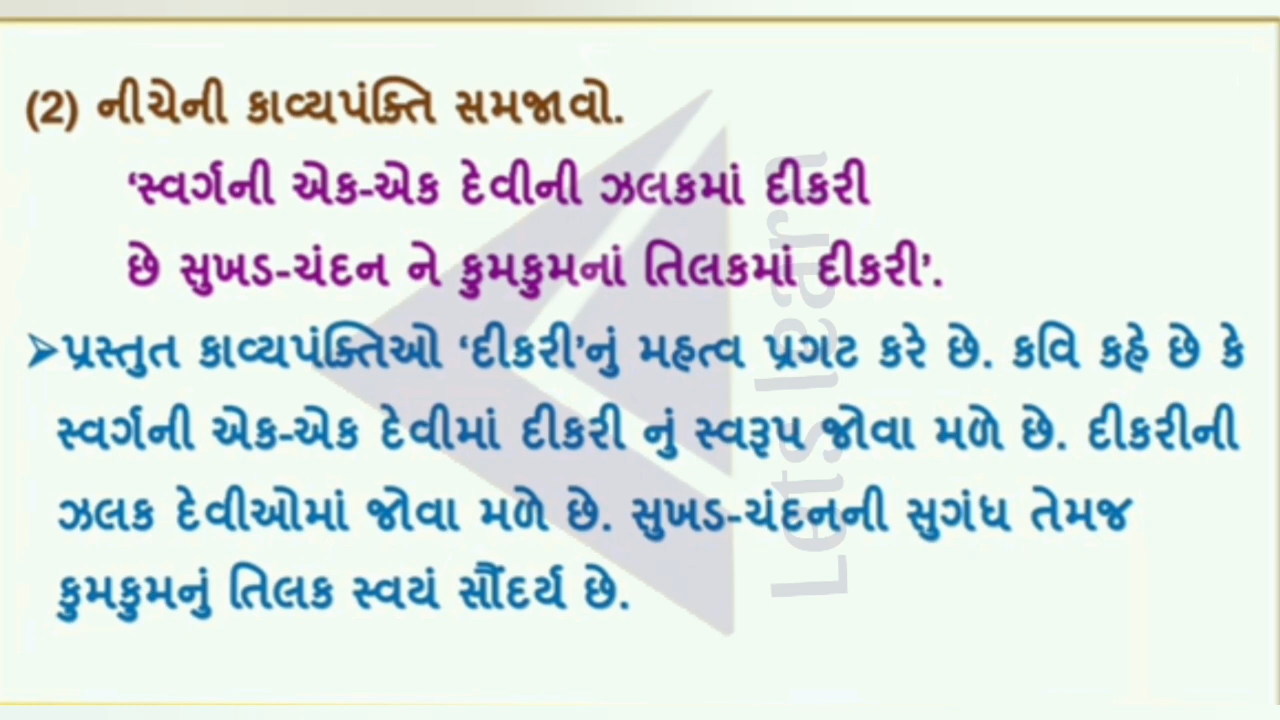 (2) નીચેની કાવ્યપંક્તિ સમજાવો.
‘સ્વર્ગની એક-એક દેવીની ઝલકમાં દીકરી
છે સુખડ-ચંદન ને કુમકુમનાં તિલકમાં દીકરી’.
➢પ્રસ્તુત કાવ્યપંક્તિઓ ‘દીકરી’નું મહત્વ પ્રગટ કરે છે. કવિ કહે છે કે
સ્વર્ગની એક-એક દેવીમાં દીકરી નું સ્વરૂપ જોવા મળે છે. દીકરીની
ઝલક દેવીઓમાં જોવા મળે છે. સુખડ-ચંદનની સુગંધ તેમજ
કુમકુમનું તિલક સ્વયં સૌંદર્ય છે.
Lets learn